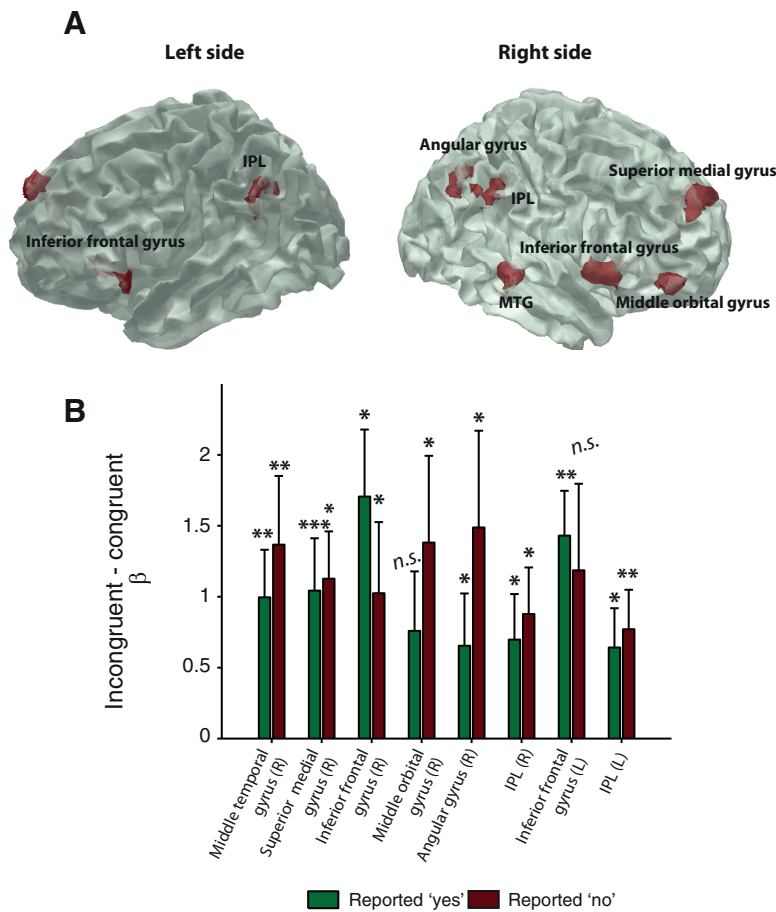 A
Left side
Right side
IPL
Inferior frontal gyrus
Angular gyrus
Superior medial gyrus
IPL
Inferior frontal gyrus
MTG
Middle orbital gyrus
B
Incongruent - congruent
β
2
1.5
1
0.5
0
**
**
***
*
*
*
n.s.
*
*
*
*
*
**
n.s.
*
**
Middle temporal
gyrus (R)
Superior medial
gyrus (R)
Inferior frontal
gyrus (R)
Middle orbital
gyrus (R)
Angular gyrus (R)
IPL (R)
Inferior frontal
gyrus (L)
IPL (L)
Reported ‘yes’
Reported ‘no’